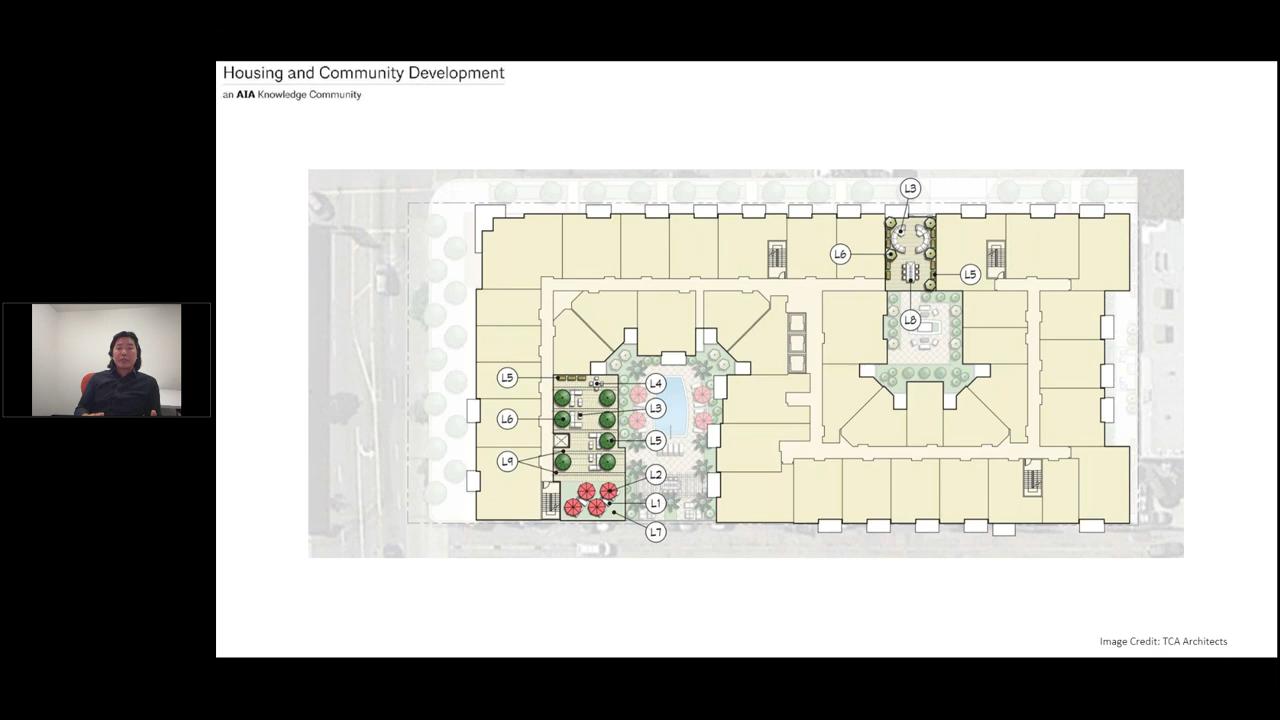 Housing and Community Development
an AIA Knowledge Community
L3
L6
L5
L8
L5
L4
L3
L6
L5
L9
L2
L1
L7
Image Credit: TCA Architects